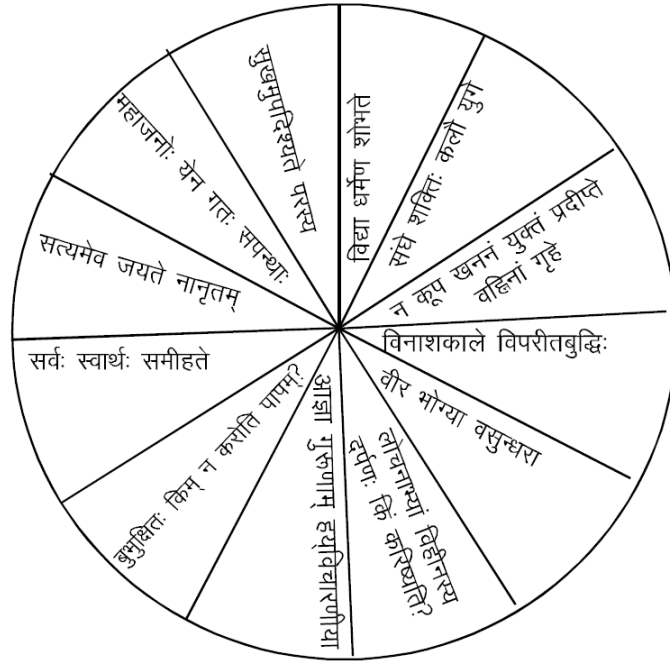 विद्या धर्मेण शोभते
संघे शक्तिः कलौ युगे
न कूप खननं युक्तं प्रदीप्ते
वह्निनां गृहे
विनाशकाले विपरीतबुद्धिः
वीर भोग्या वसुन्धरा
लोचनाभ्यां विहीनस्य
दर्पणः किं करिष्यति?
आज्ञा गुरूणाम् ह्यविचारणीया
बुभुक्षितः किम् न करोति पापम्?
सर्वः स्वार्थः समीहते
सत्यमेव जयते नानृतम्
महाजनोः येन गतः सपन्थाः
सुखमुपदिश्यते परस्य